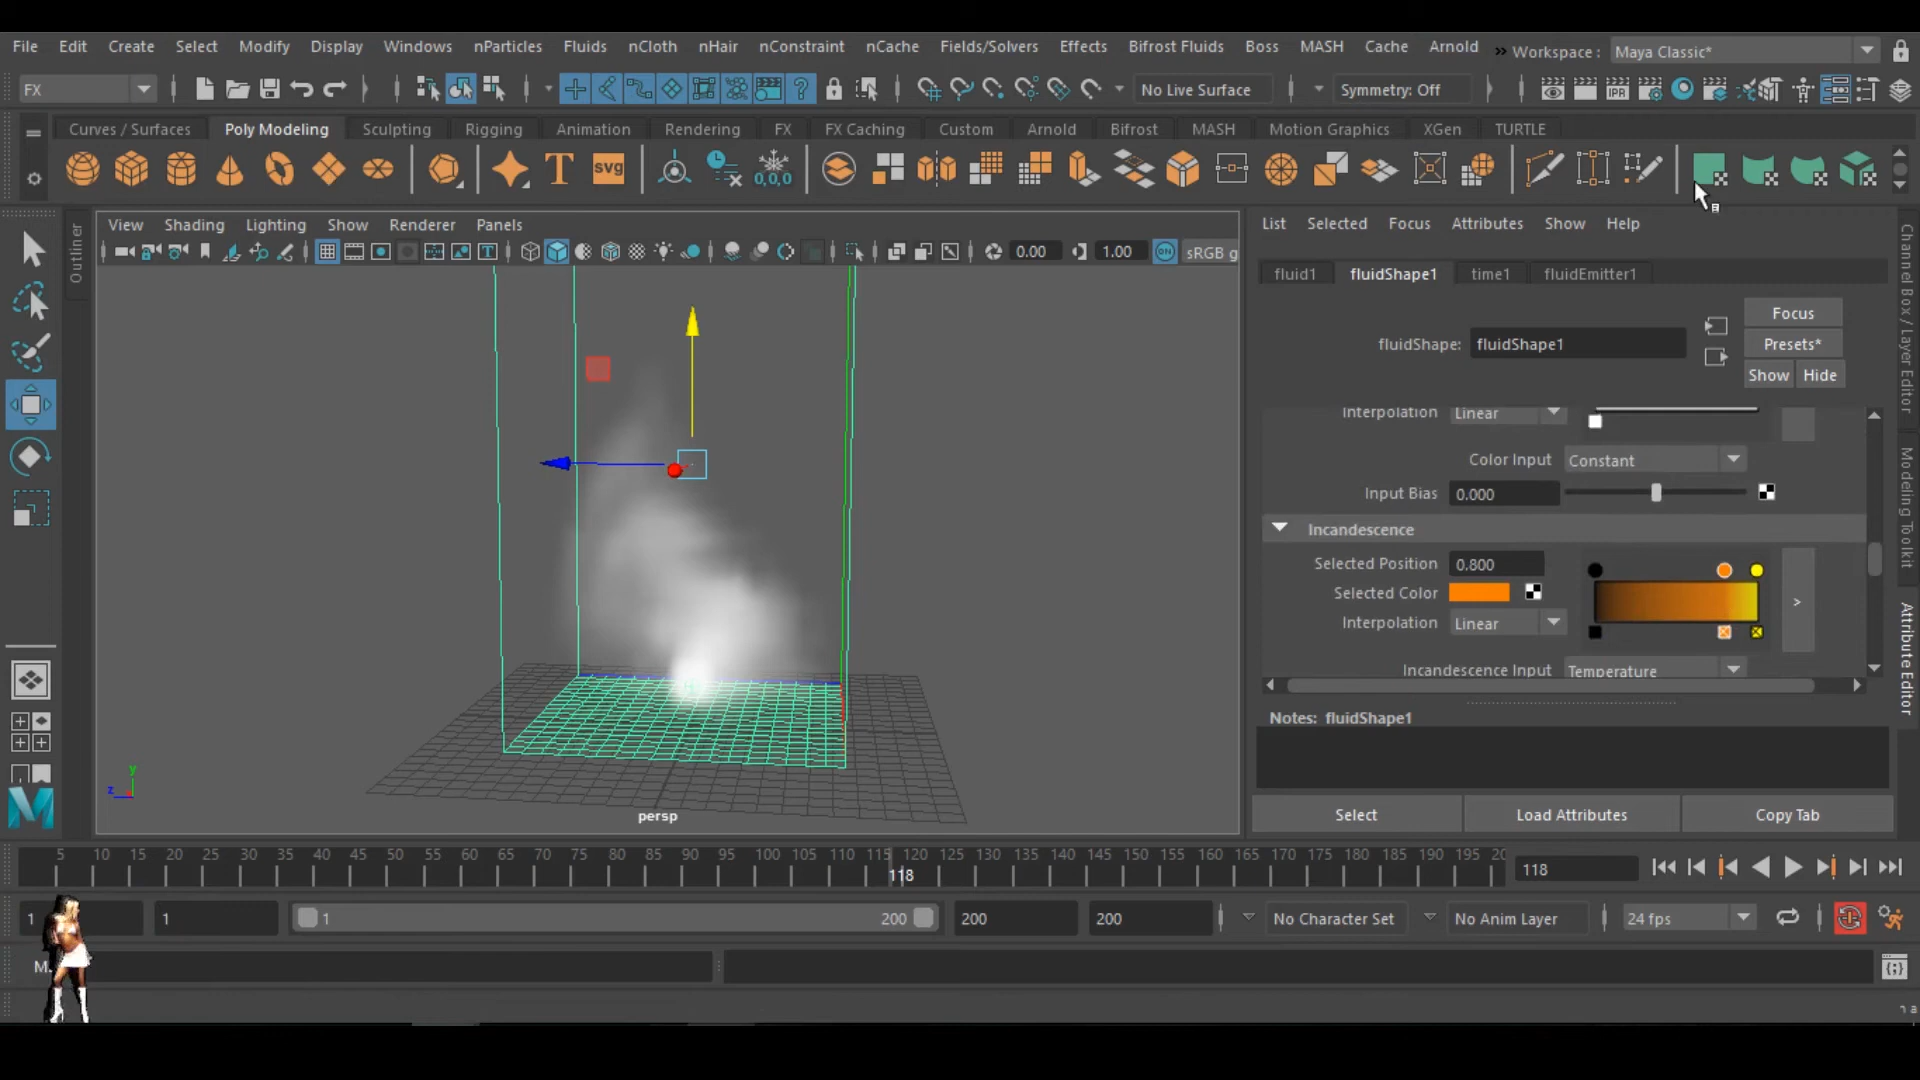 File Edit Create Select Modify Display Windows nParticles Fluids nCloth nHair nConstraint nCache Fields/Solvers Effects Bifrost Fluids Boss MASH Cache Arnold » Workspace : Maya Classic*
FX No Live Surface Symmetry: Off
Curves / Surfaces Poly Modeling Sculpting Rigging Animation Rendering FX FX Caching Custom Arnold Bifrost MASH Motion Graphics XGen TURTLE
T svg 0,0,0
Outliner
View Shading Lighting Show Renderer Panels
0.00 1.00 ON sRGB g
List Selected Focus Attributes Show Help
fluid1 fluidShape1 time1 fluidEmitter1
Focus
fluidShape: fluidShape1 Presets*
Show Hide
Interpolation Linear
Color Input Constant
Input Bias 0.000
Incandescence
Selected Position 0.800
Selected Color >
Interpolation Linear
Incandescence Input Temperature
Notes: fluidShape1
Select Load Attributes Copy Tab
Channel Box / Layer Editor
Modeling Toolkit
Attribute Editor
y
z
persp
5 10 15 20 25 30 35 40 45 50 55 60 65 70 75 80 85 90 95 100 105 110 115 120 125 130 135 140 145 150 155 160 165 170 175 180 185 190 195 20
118 118
1 1 1 200 200 200 No Character Set No Anim Layer 24 fps
M